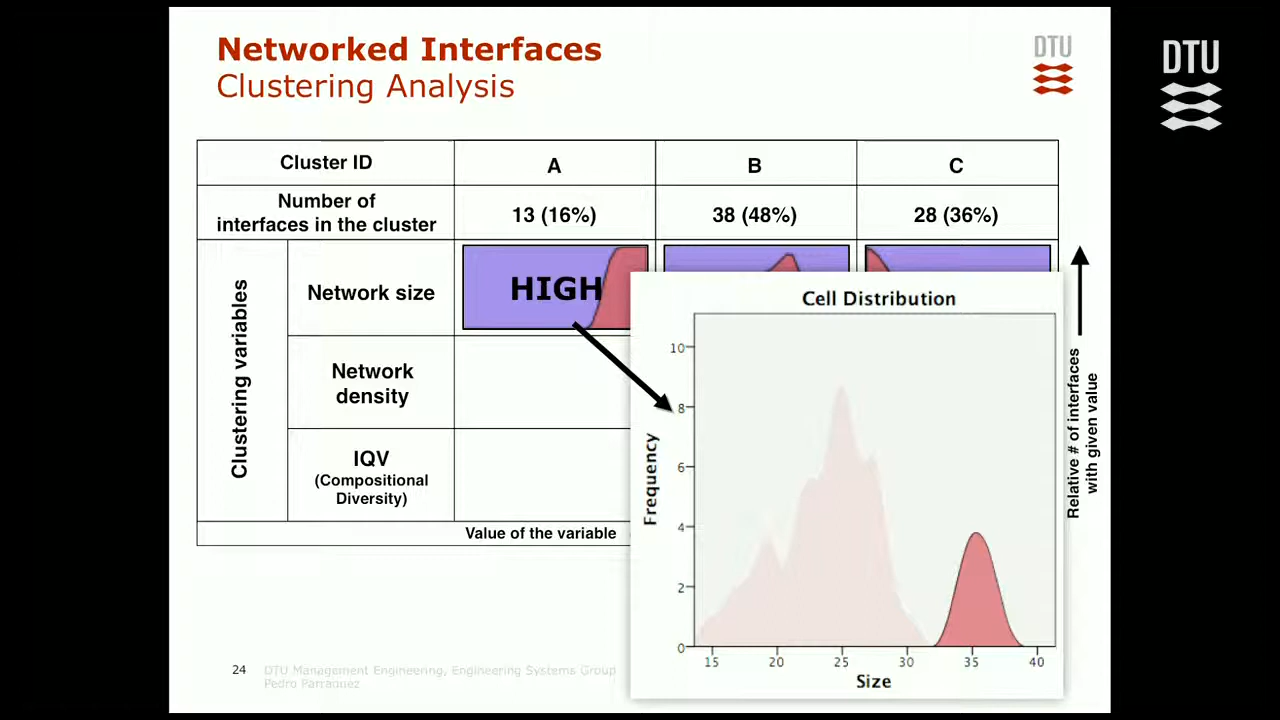 Networked Interfaces
Clustering Analysis
DTU
DTU
Cluster ID
A
B
C
Number of
interfaces in the cluster
13 (16%)
38 (48%)
28 (36%)
Clustering variables
Network size
HIGH
Network
density
IQV
(Compositional
Diversity)
Value of the variable
Relative # of interfaces
with given value
Cell Distribution
Frequency
10
8
6
4
2
0
15
20
25
30
35
40
Size
24
DTU Management Engineering, Engineering Systems Group
Pedro Parraguez